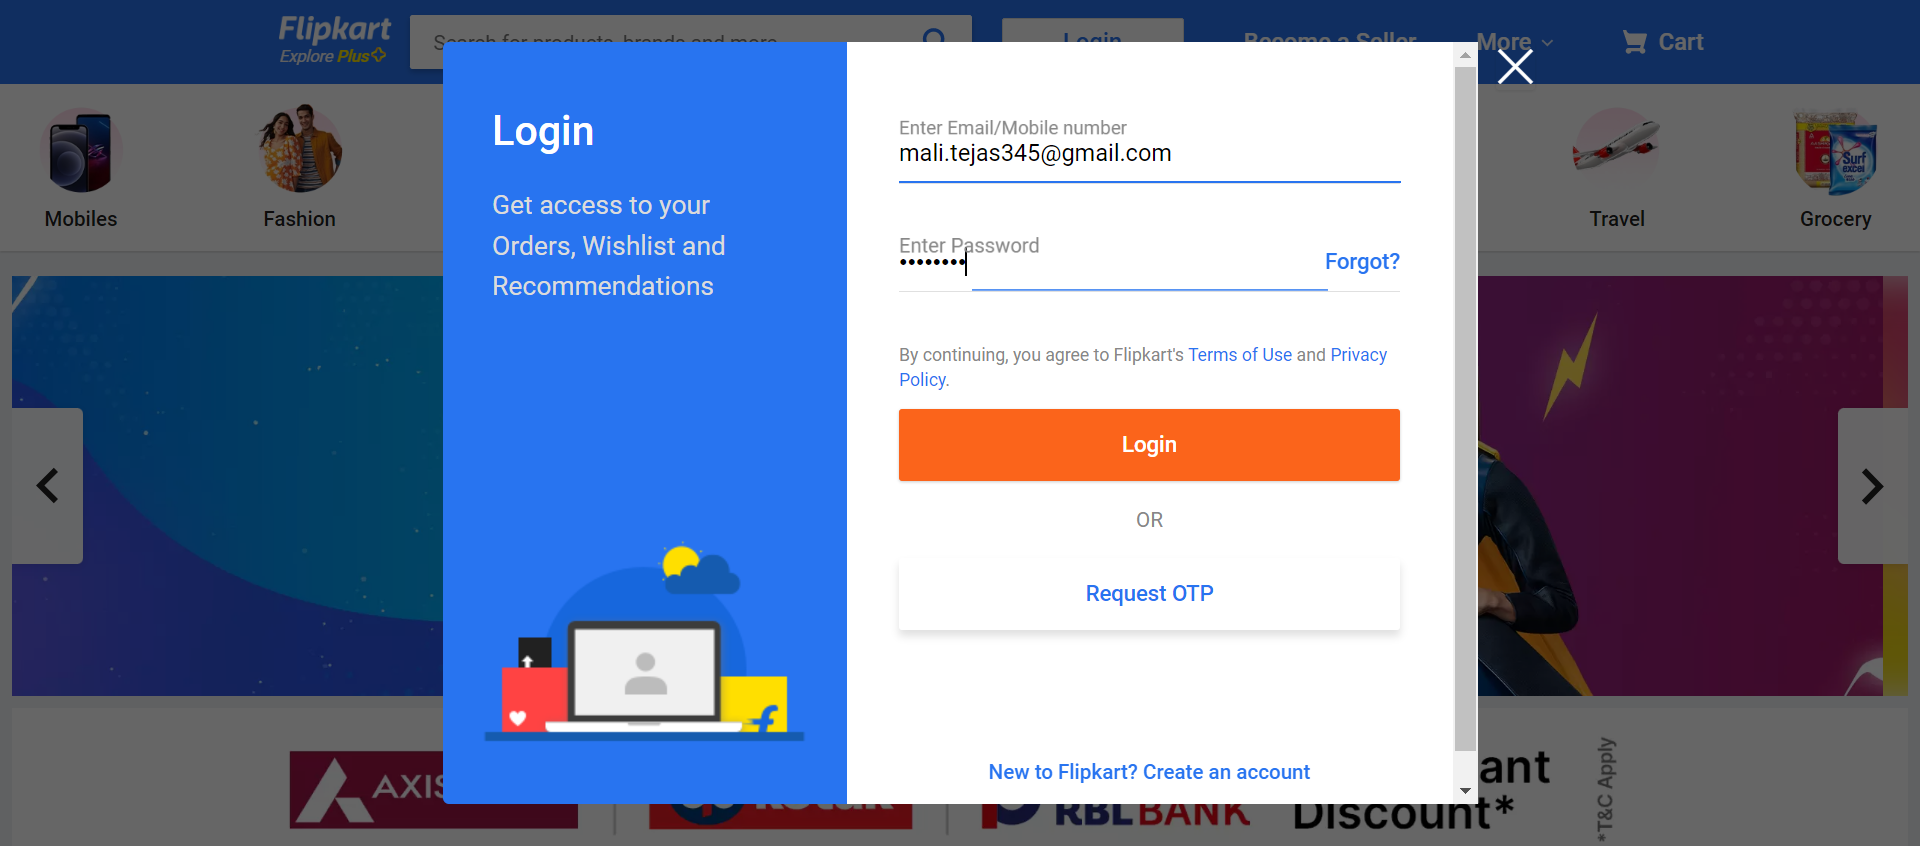 Flipkart
Explore Plus
Search for products, brands and more
Login
Become a Seller
More
Cart
Mobiles
Fashion
Travel
Grocery
Surf
excel
Login
Get access to your
Orders, Wishlist and
Recommendations
Enter Email/Mobile number
mali.tejas345@gmail.com
Enter Password
••••••••
Forgot?
By continuing, you agree to Flipkart's Terms of Use and Privacy
Policy.
Login
OR
Request OTP
New to Flipkart? Create an account
AXIS
RBL BANK
ant
Discount*
*T&C Apply